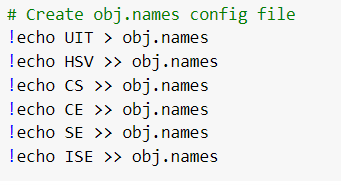 # Create obj.names config file
!echo UIT > obj.names
!echo HSV >> obj.names
!echo CS >> obj.names
!echo CE >> obj.names
!echo SE >> obj.names
!echo ISE >> obj.names